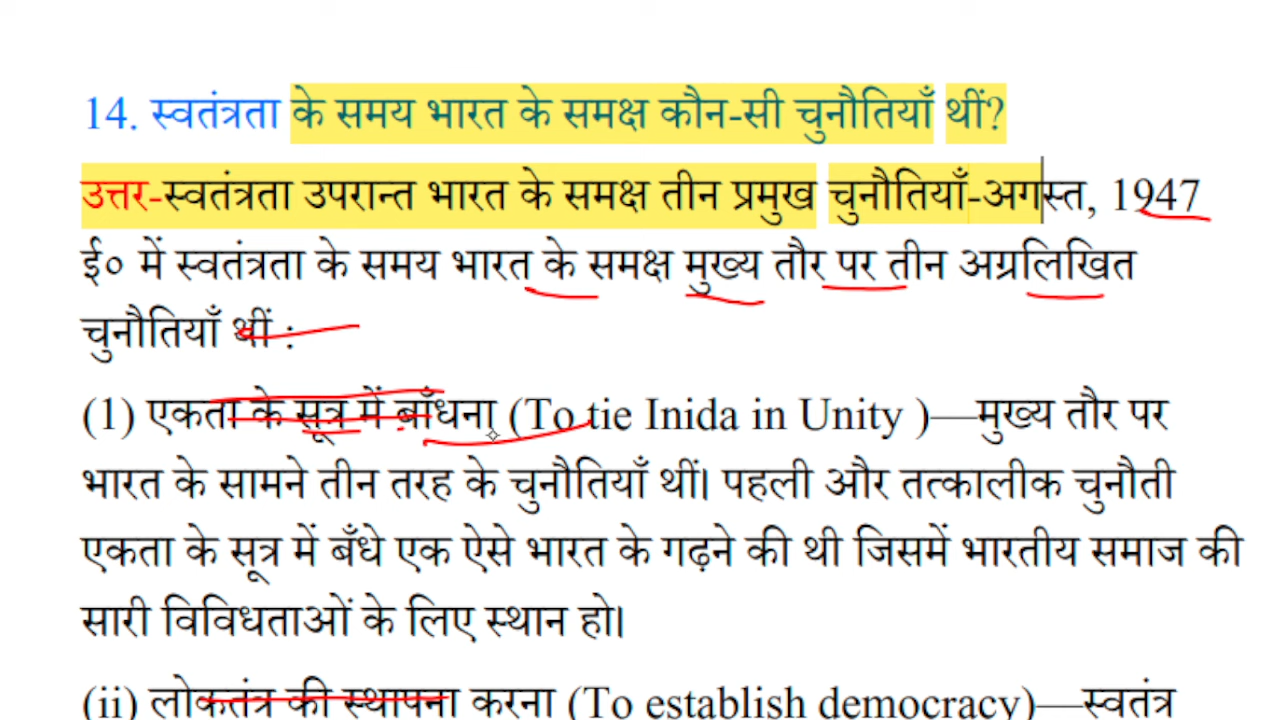 14. स्वतंत्रता के समय भारत के समक्ष कौन-सी चुनौतियाँ थीं?
उत्तर-स्वतंत्रता उपरान्त भारत के समक्ष तीन प्रमुख चुनौतियाँ-अगस्त, 1947
ई० में स्वतंत्रता के समय भारत के समक्ष मुख्य तौर पर तीन अग्रलिखित
चुनौतियाँ थीं :
(1) एकता के सूत्र में बाँधना (To tie Inida in Unity )—मुख्य तौर पर
भारत के सामने तीन तरह के चुनौतियाँ थीं। पहली और तत्कालीक चुनौती
एकता के सूत्र में बँधे एक ऐसे भारत के गढ़ने की थी जिसमें भारतीय समाज की
सारी विविधताओं के लिए स्थान हो।
(ii) लोकतंत्र की स्थापना करना (To establish democracy)—स्वतंत्र